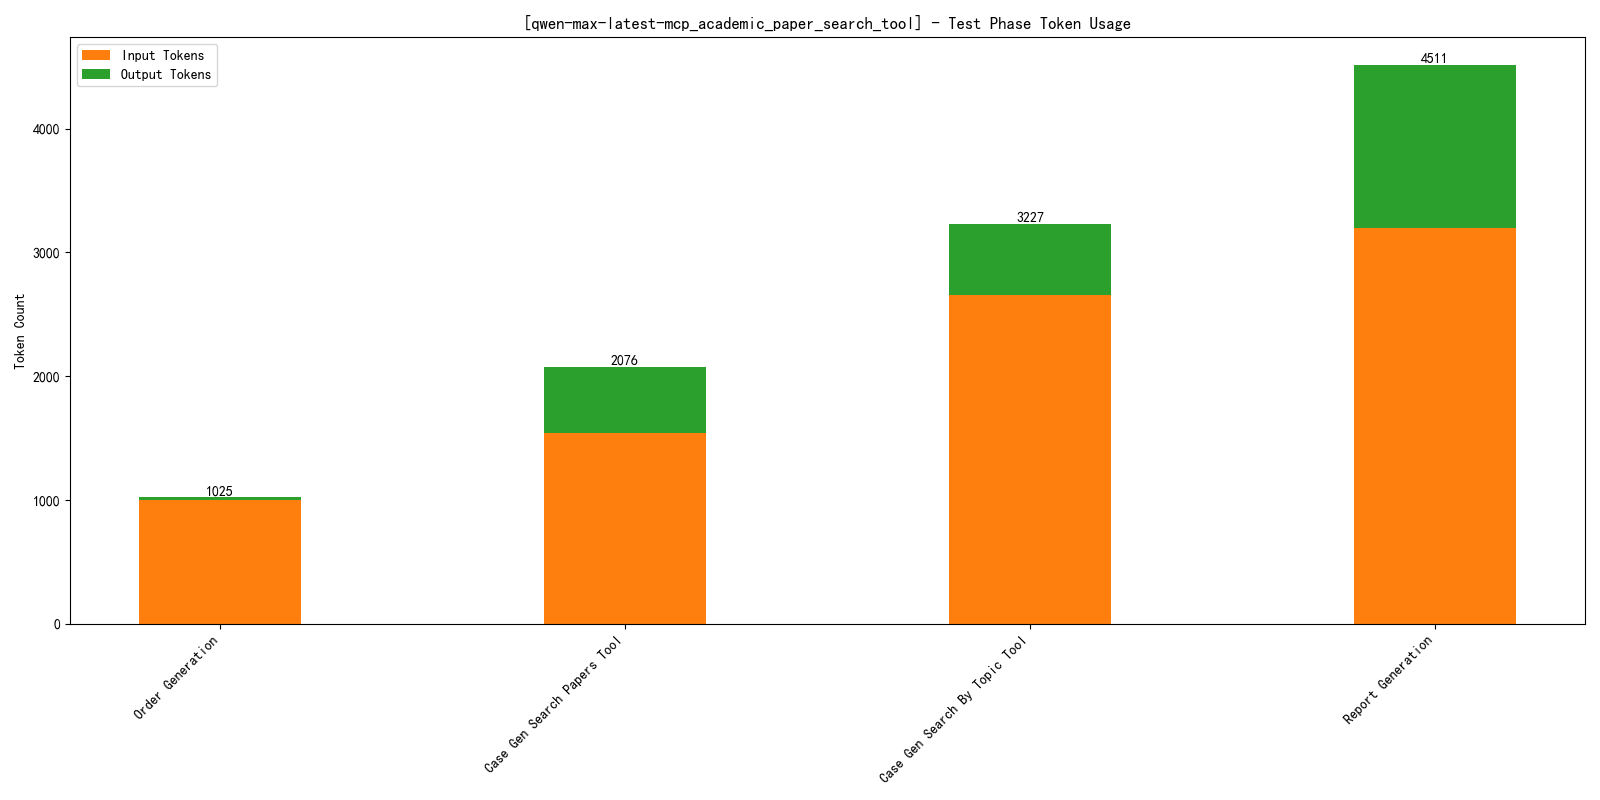 [qwen-max-latest-mcp_academic_paper_search_tool] - Test Phase Token Usage
Input Tokens
Output Tokens
4511
3227
2076
1025
4000
3000
2000
1000
0
Token Count
Order Generation
Case Gen Search Papers Tool
Case Gen Search By Topic Tool
Report Generation